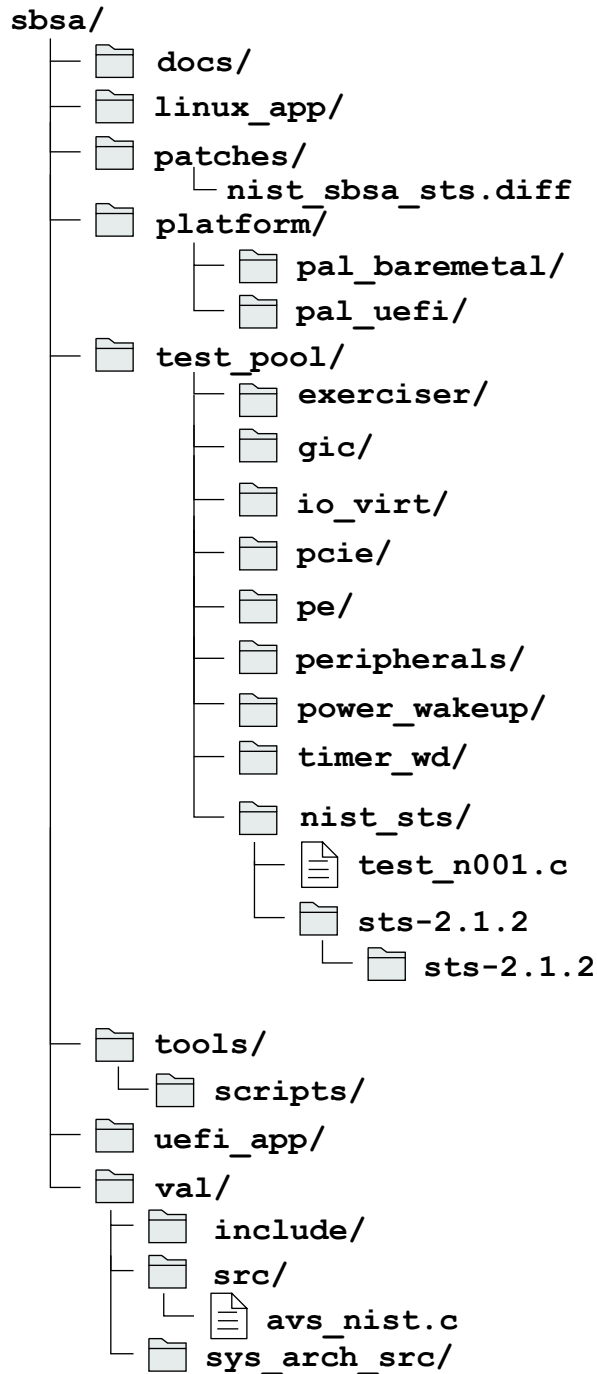 sbsa/
docs/
linux_app/
patches/
nist_sbsa_sts.diff
platform/
pal_baremetal/
pal_uefi/
test_pool/
exerciser/
gic/
io_virt/
pcie/
pe/
peripherals/
power_wakeup/
timer_wd/
nist_sts/
test_n001.c
sts-2.1.2
sts-2.1.2
tools/
scripts/
uefi_app/
val/
include/
src/
avs_nist.c
sys_arch_src/